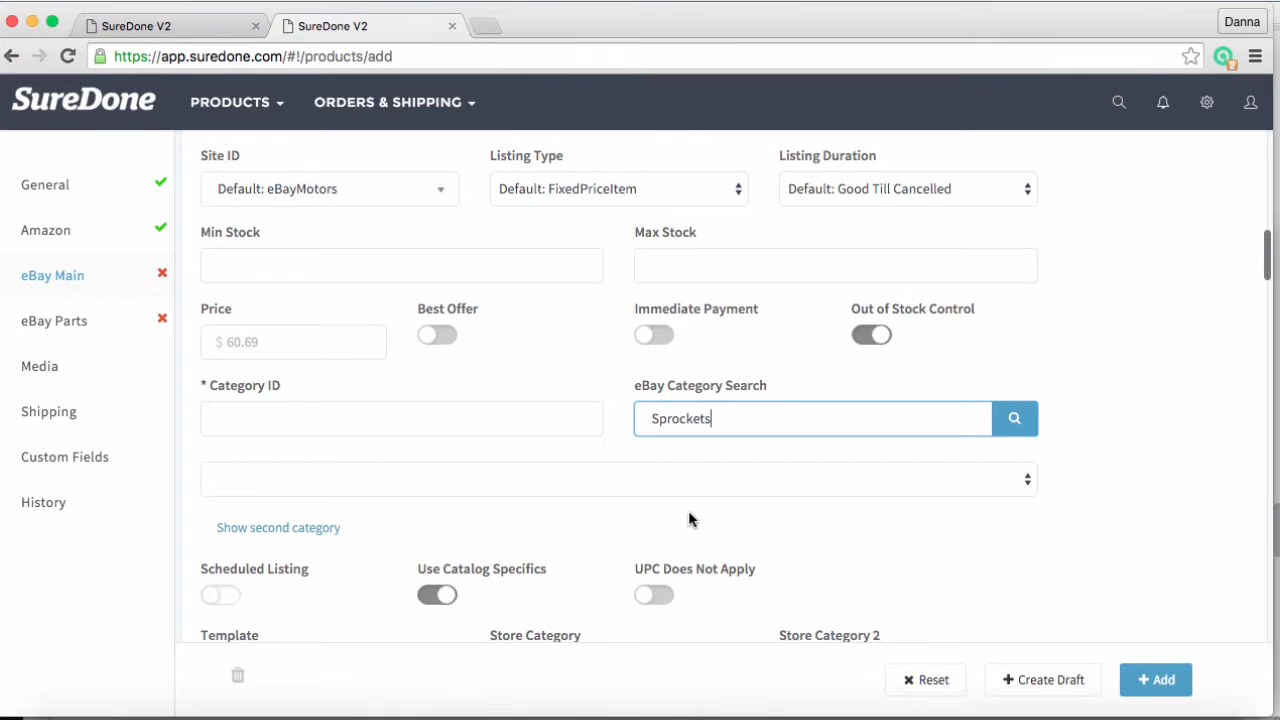 SureDone V2
SureDone V2
Danna
https://app.suredone.com/#!/products/add
SureDone
PRODUCTS
ORDERS & SHIPPING
General
Amazon
eBay Main
eBay Parts
Media
Shipping
Custom Fields
History
Site ID
Listing Type
Listing Duration
Default: eBayMotors
Default: FixedPriceItem
Default: Good Till Cancelled
Min Stock
Max Stock
Price
Best Offer
Immediate Payment
Out of Stock Control
$ 60.69
* Category ID
eBay Category Search
Sprockets
Show second category
Scheduled Listing
Use Catalog Specifics
UPC Does Not Apply
Template
Store Category
Store Category 2
Reset
Create Draft
Add